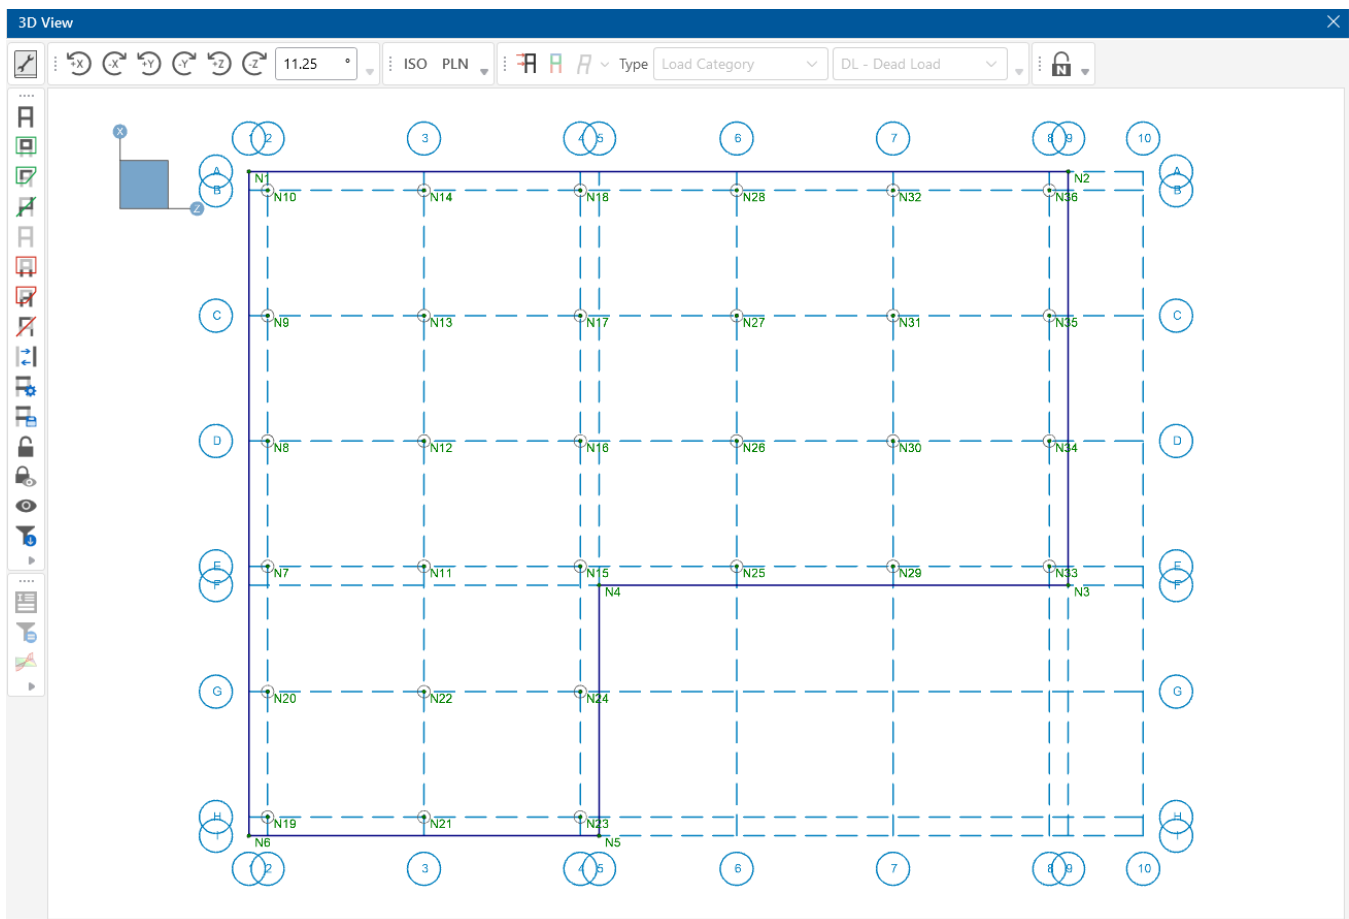 3D View
+X -X +Y -Y +Z -Z 11.25 ° ISO PLN Type Load Category DL - Dead Load N
X
Z
1 2 3 4 5 6 7 8 9 10
A A
N1 N2
B B
N10 N14 N18 N28 N32 N36
C C
N9 N13 N17 N27 N31 N35
D D
N8 N12 N16 N26 N30 N34
E E
N7 N11 N15 N25 N29 N33
F F
N4 N3
G G
N20 N22 N24
H H
N19 N21 N23
I I
N6 N5
1 2 3 4 5 6 7 8 9 10